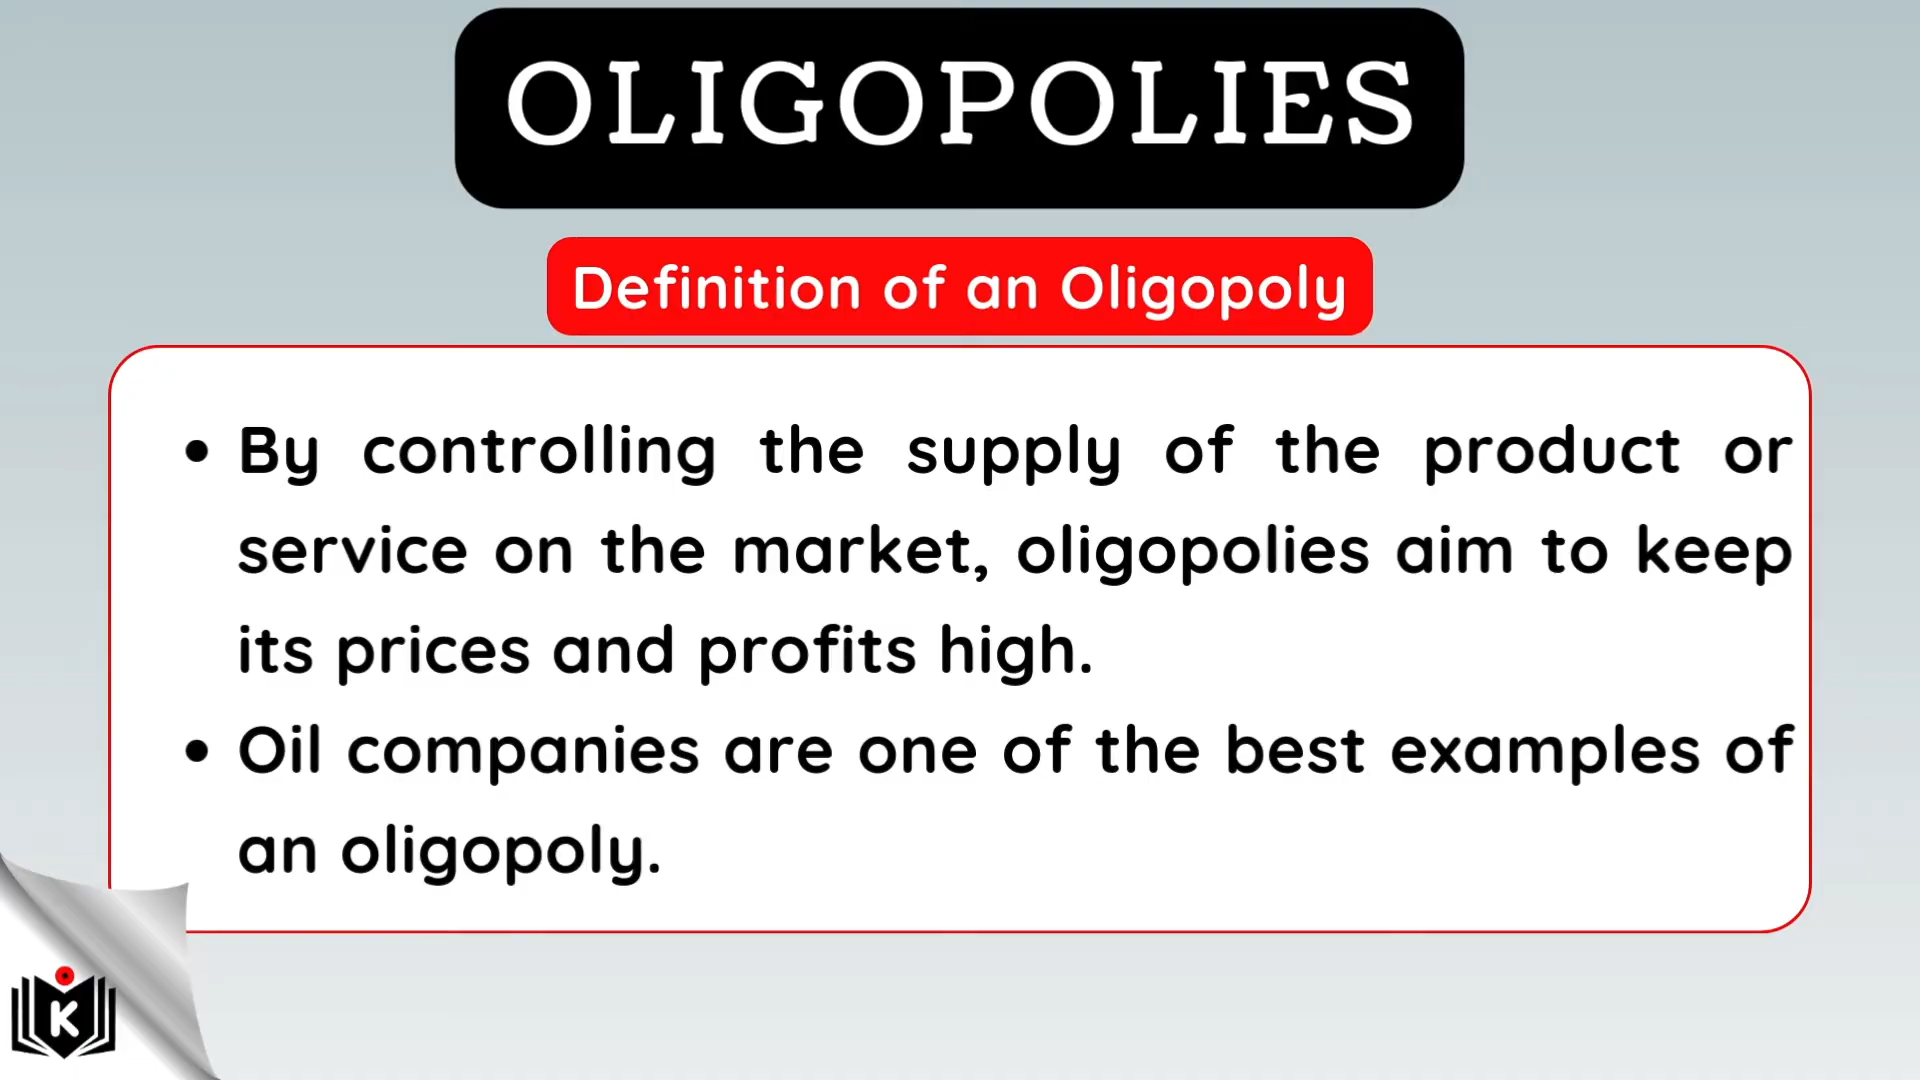 OLIGOPOLIES
Definition of an Oligopoly
• By controlling the supply of the product or
service on the market, oligopolies aim to keep
its prices and profits high.
• Oil companies are one of the best examples of
an oligopoly.
K